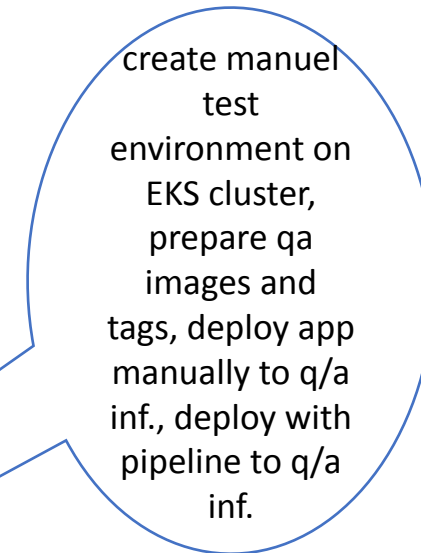 create manuel
test
environment on
EKS cluster,
prepare qa
images and
tags, deploy app
manually to q/a
inf., deploy with
pipeline to q/a
inf.